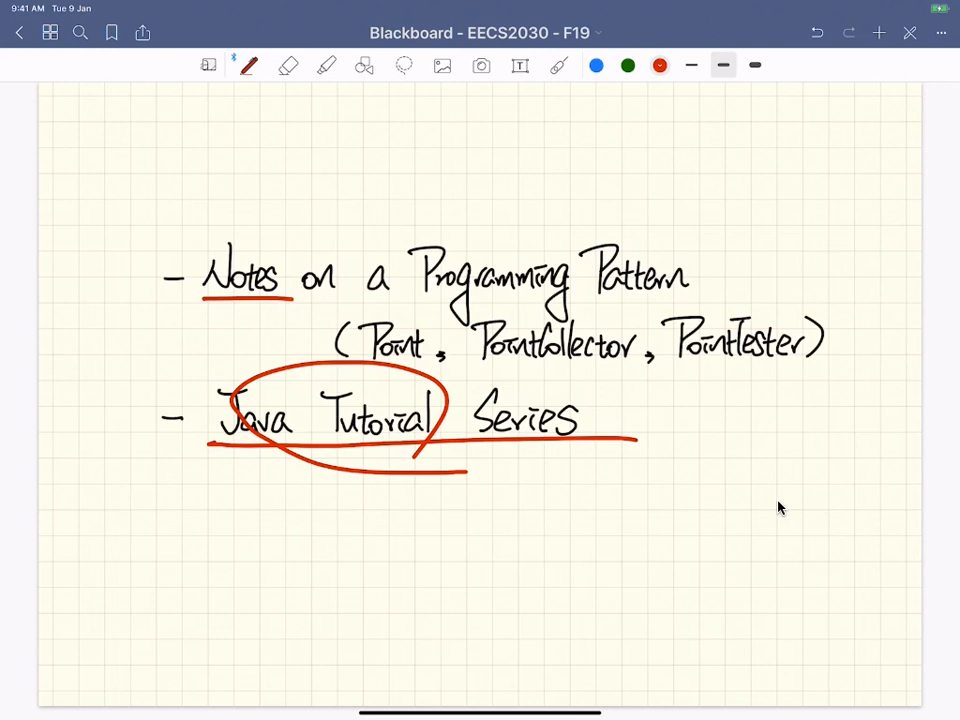 9:41 AM Tue 9 Jan
Blackboard - EECS2030 - F19
- Notes on a Programming Pattern
(Point, PointCollector, PointTester)
- Java Tutorial Series